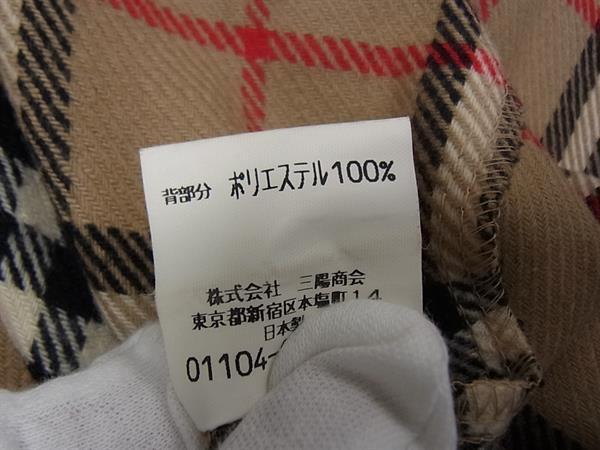 背部分 ポリエステル100%
株式会社 三陽商会
東京都新宿区本塩町14
日本製
01104-